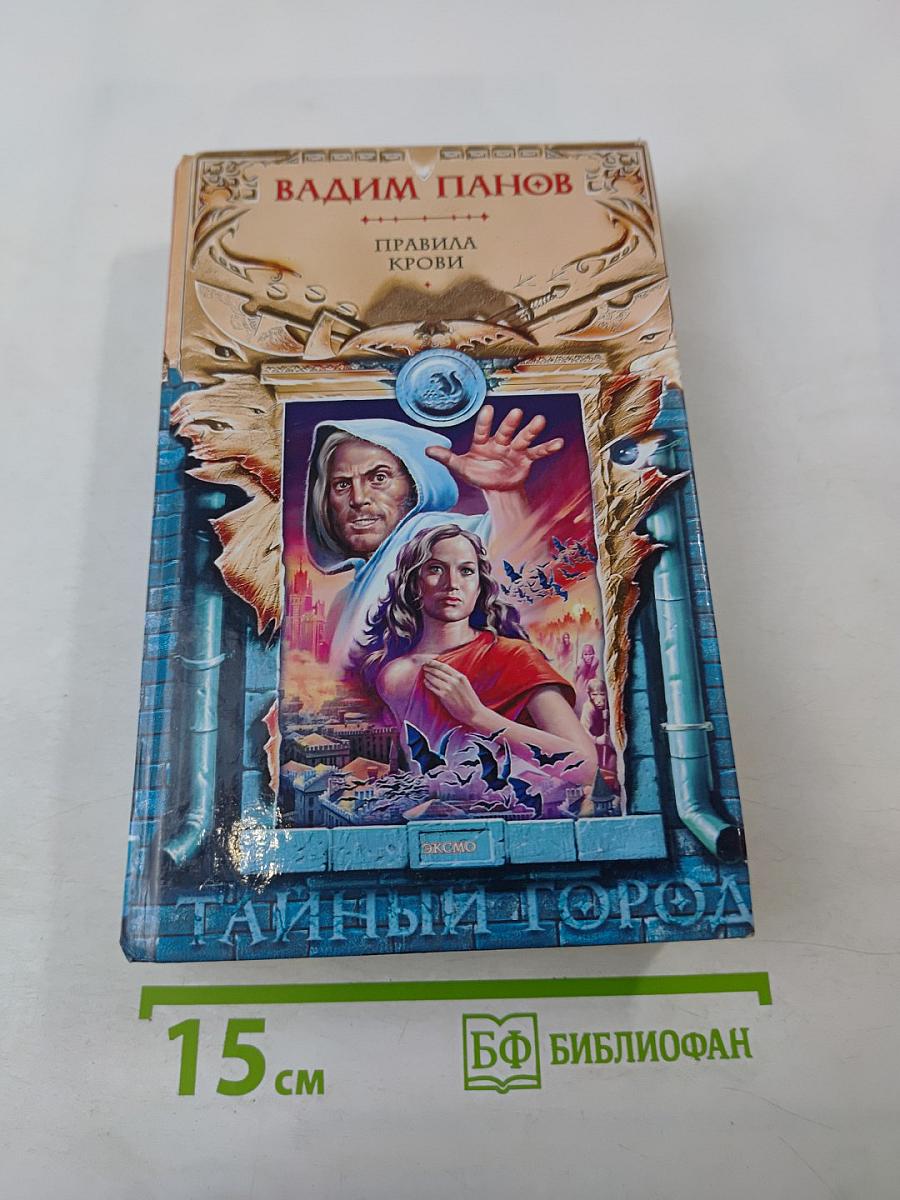 ВАДИМ ПАНОВ
ПРАВИЛА
КРОВИ
ЭКСМО
ТАЙНЫЙ ГОРОД
15 см
БФ БИБЛИОФАН